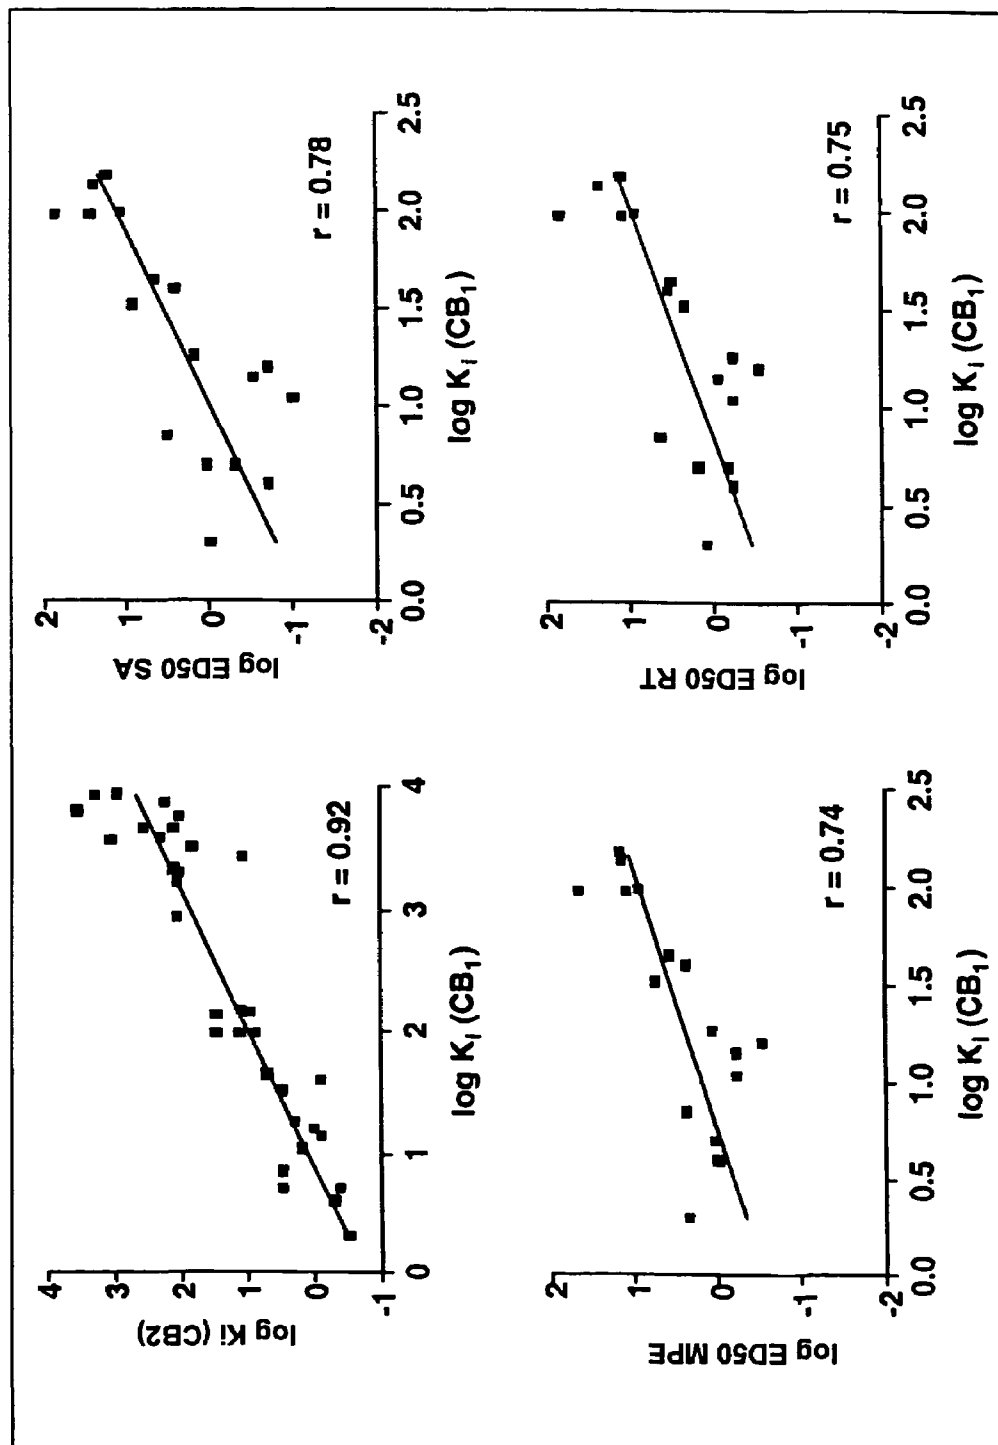 log Ki (CB2)
4
3
2
1
0
-1
0 1 2 3 4
r = 0.92
log Ki (CB1)
log ED50 SA
2
1
0
-1
-2
0.0 0.5 1.0 1.5 2.0 2.5
r = 0.78
log Ki (CB1)
log ED50 MPE
2
1
0
-1
-2
0.0 0.5 1.0 1.5 2.0 2.5
r = 0.74
log Ki (CB1)
log ED50 RT
2
1
0
-1
-2
0.0 0.5 1.0 1.5 2.0 2.5
r = 0.75
log Ki (CB1)